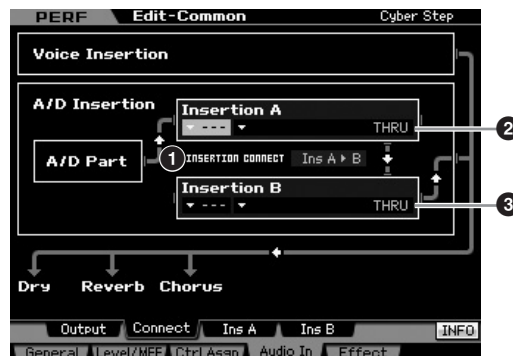 PERF Edit-Common Cyber Step
Voice Insertion
A/D Insertion
Insertion A
--- THRU 2
A/D Part 1 INSERTION CONNECT Ins A ▸ B
Insertion B
--- THRU 3
Dry Reverb Chorus
Output Connect Ins A Ins B INFO
General Level/MEF Ctrl Asgn Audio In Effect